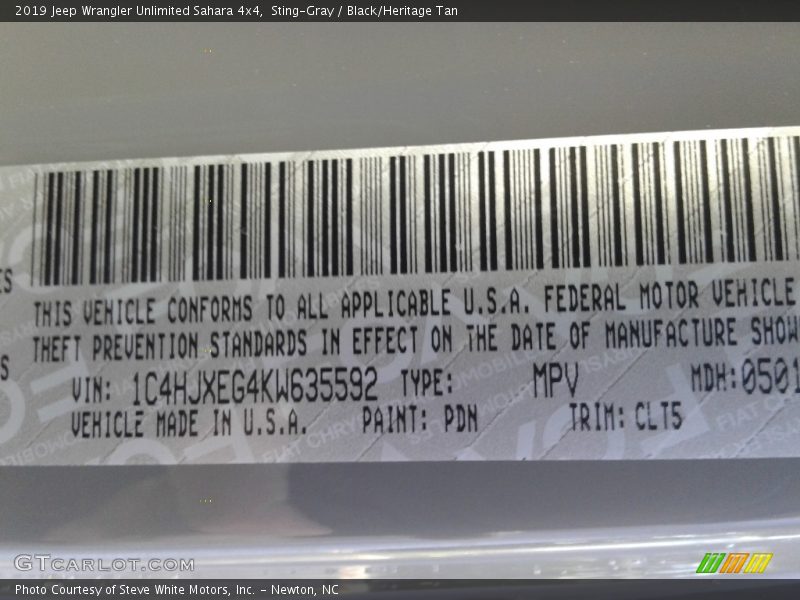 2019 Jeep Wrangler Unlimited Sahara 4x4, Sting-Gray / Black/Heritage Tan
THIS VEHICLE CONFORMS TO ALL APPLICABLE U.S.A. FEDERAL MOTOR VEHICLE
THEFT PREVENTION STANDARDS IN EFFECT ON THE DATE OF MANUFACTURE SHOW
VIN: 1C4HJXEG4KW635592 TYPE: MPV MDH:0501
VEHICLE MADE IN U.S.A. PAINT: PDN TRIM: CLT5
GTCARLOT.COM
Photo Courtesy of Steve White Motors, Inc. - Newton, NC